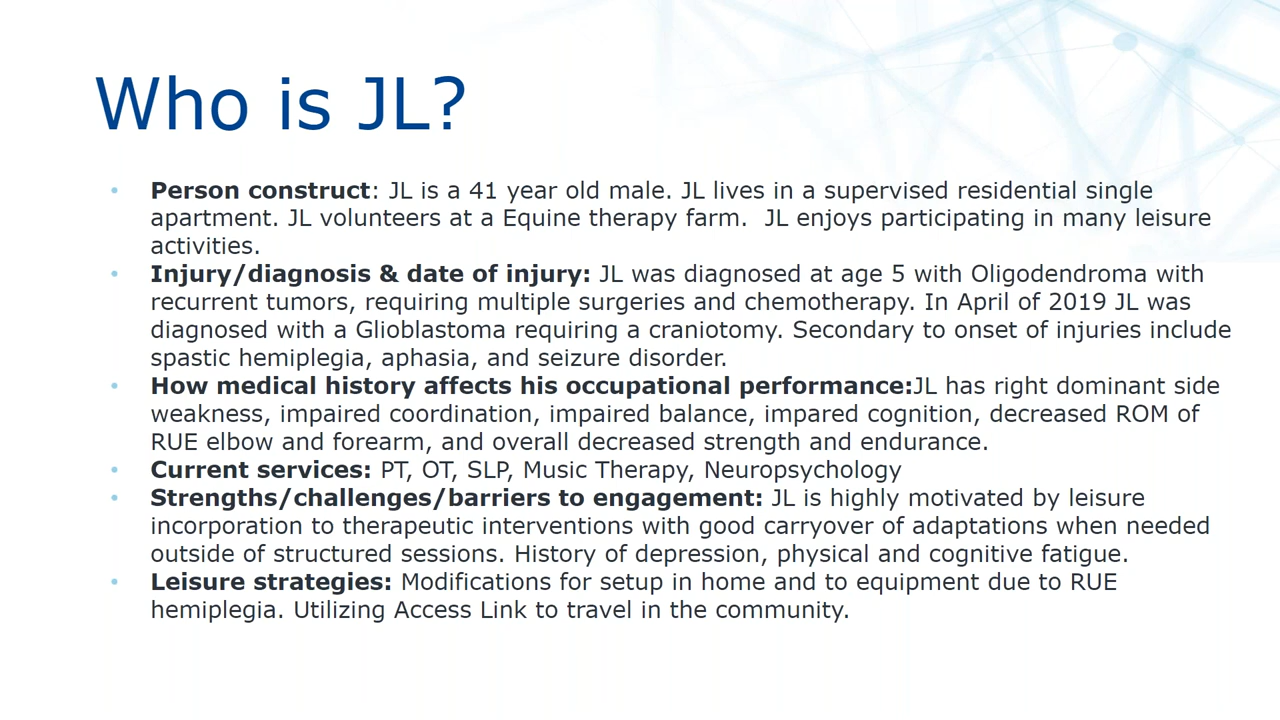 Who is JL?
• Person construct: JL is a 41 year old male. JL lives in a supervised residential single
apartment. JL volunteers at a Equine therapy farm.  JL enjoys participating in many leisure
activities.
• Injury/diagnosis & date of injury: JL was diagnosed at age 5 with Oligodendroma with
recurrent tumors, requiring multiple surgeries and chemotherapy. In April of 2019 JL was
diagnosed with a Glioblastoma requiring a craniotomy. Secondary to onset of injuries include
spastic hemiplegia, aphasia, and seizure disorder.
• How medical history affects his occupational performance:JL has right dominant side
weakness, impaired coordination, impaired balance, impared cognition, decreased ROM of
RUE elbow and forearm, and overall decreased strength and endurance.
• Current services: PT, OT, SLP, Music Therapy, Neuropsychology
• Strengths/challenges/barriers to engagement: JL is highly motivated by leisure
incorporation to therapeutic interventions with good carryover of adaptations when needed
outside of structured sessions. History of depression, physical and cognitive fatigue.
• Leisure strategies: Modifications for setup in home and to equipment due to RUE
hemiplegia. Utilizing Access Link to travel in the community.